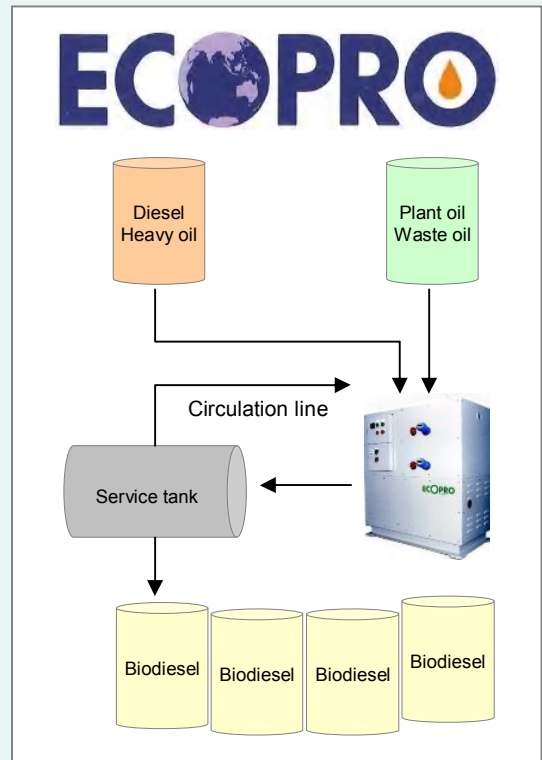 ECOPRO
Diesel
Heavy oil
Plant oil
Waste oil
Circulation line
Service tank
ECOPRO
Biodiesel
Biodiesel
Biodiesel
Biodiesel